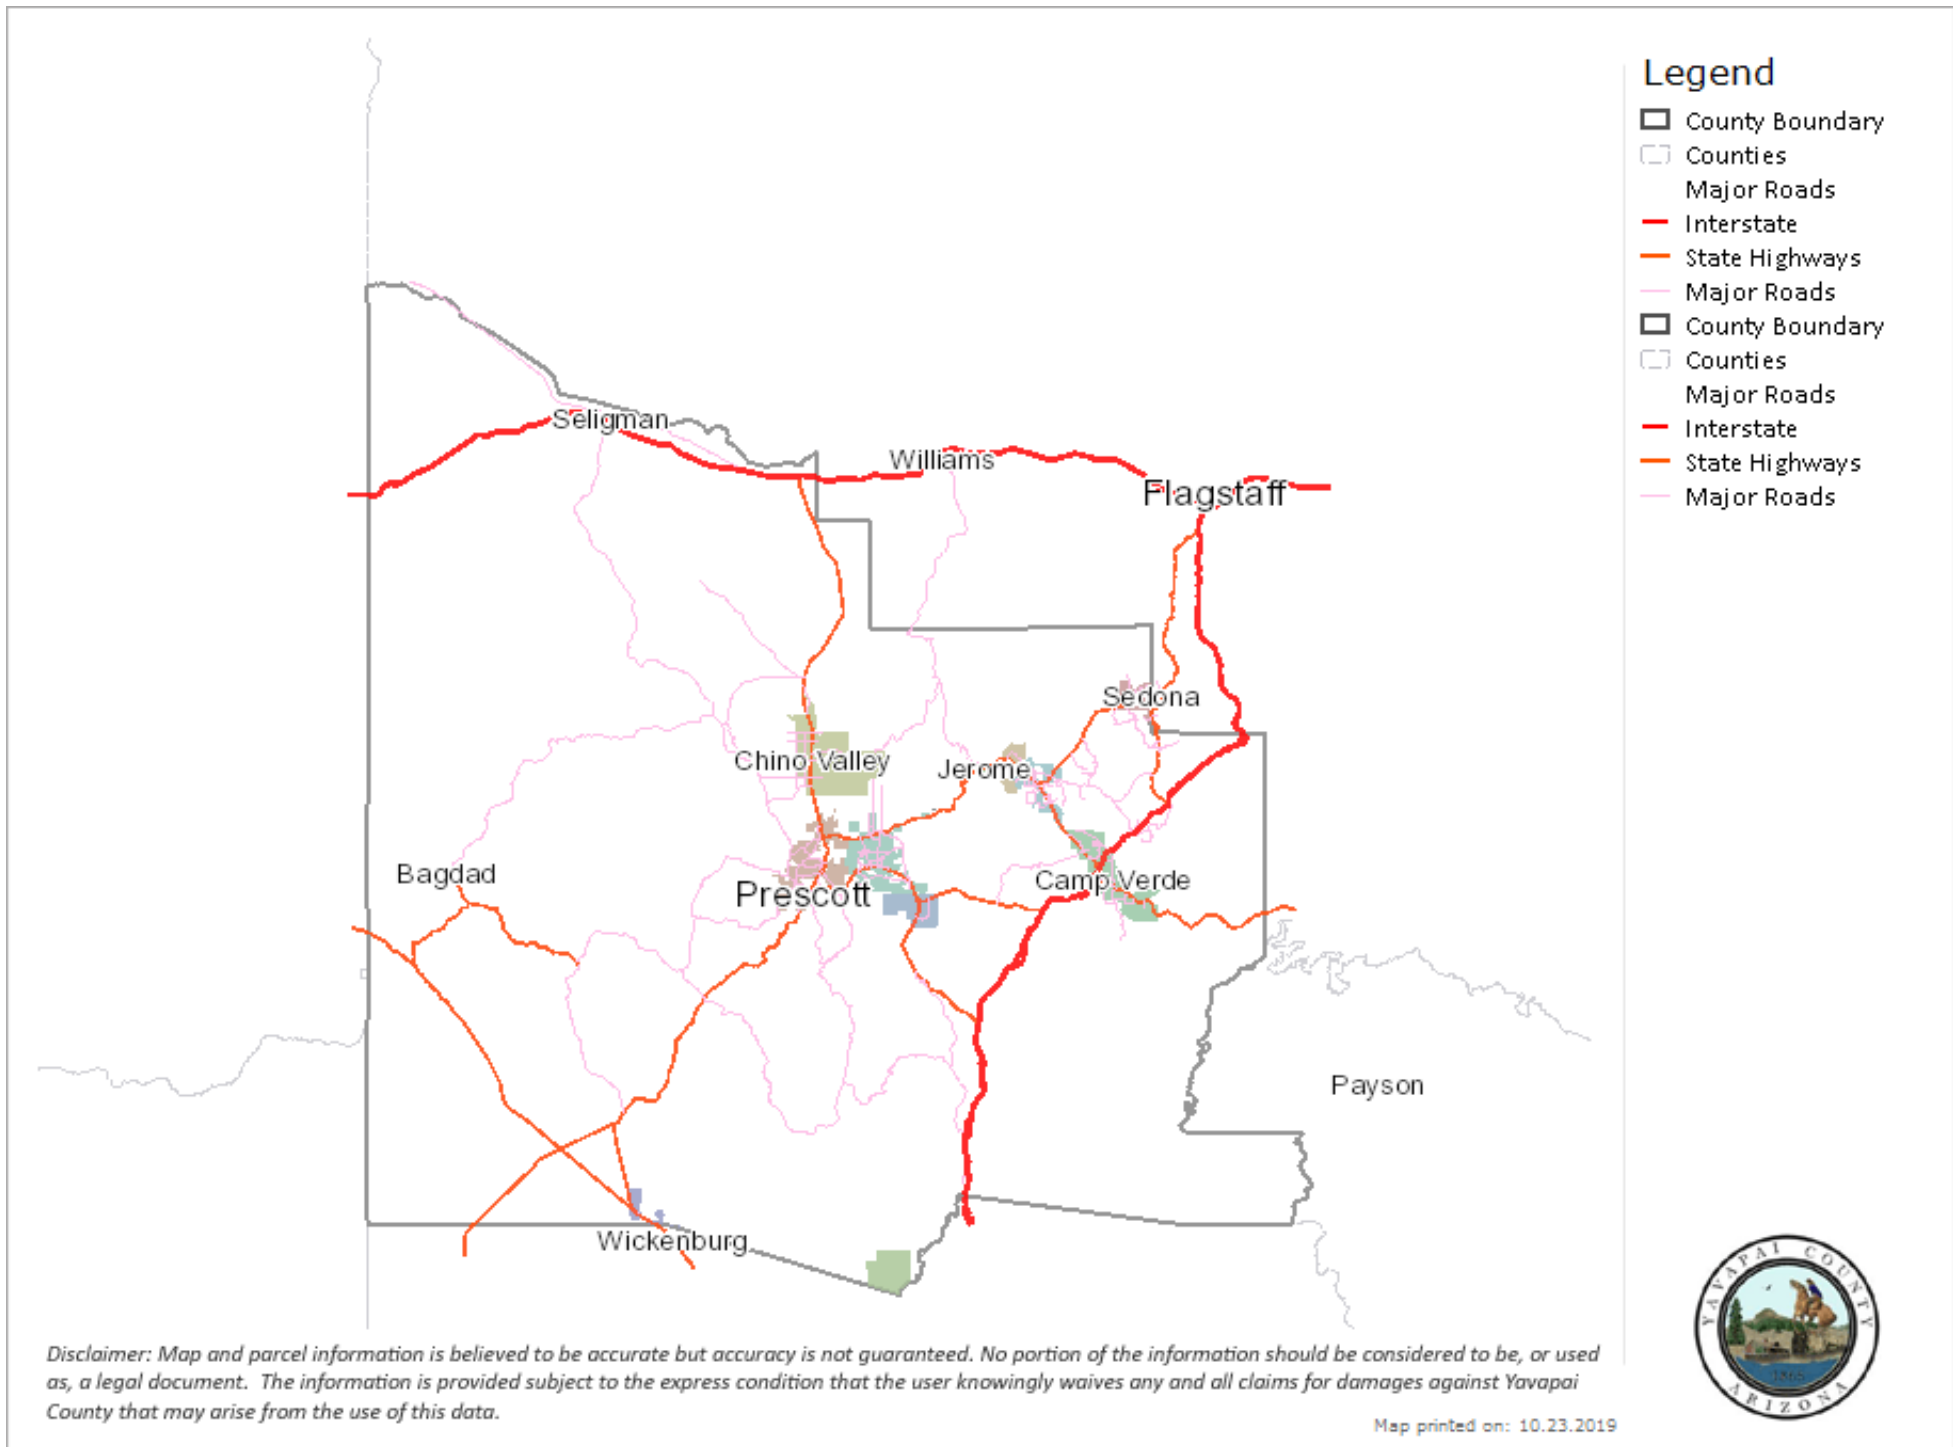 Legend
County Boundary
Counties
Major Roads
Interstate
State Highways
Major Roads
County Boundary
Counties
Major Roads
Interstate
State Highways
Major Roads
Seligman
Williams
Flagstaff
Sedona
Chino Valley
Jerome
Bagdad
Prescott
Camp Verde
Payson
Wickenburg
YAVAPAI COUNTY
1865
ARIZONA
Disclaimer: Map and parcel information is believed to be accurate but accuracy is not guaranteed. No portion of the information should be considered to be, or used
as, a legal document. The information is provided subject to the express condition that the user knowingly waives any and all claims for damages against Yavapai
County that may arise from the use of this data.
Map printed on: 10.23.2019